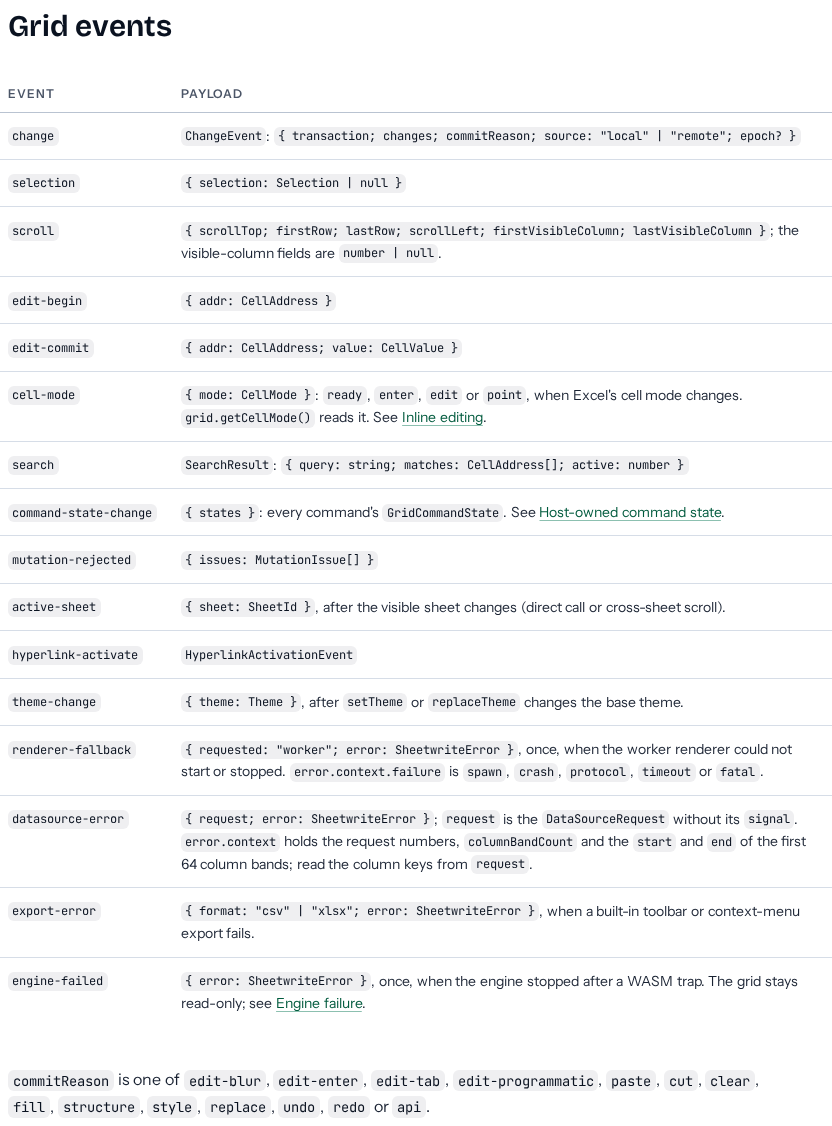 Grid events
EVENT PAYLOAD
change ChangeEvent: { transaction; changes; commitReason; source: "local" | "remote"; epoch? }
selection { selection: Selection | null }
scroll { scrollTop; firstRow; lastRow; scrollLeft; firstVisibleColumn; lastVisibleColumn }; the
visible-column fields are number | null.
edit-begin { addr: CellAddress }
edit-commit { addr: CellAddress; value: CellValue }
cell-mode { mode: CellMode }: ready, enter, edit or point, when Excel's cell mode changes.
grid.getCellMode() reads it. See Inline editing.
search SearchResult: { query: string; matches: CellAddress[]; active: number }
command-state-change { states }: every command's GridCommandState. See Host-owned command state.
mutation-rejected { issues: MutationIssue[] }
active-sheet { sheet: SheetId }, after the visible sheet changes (direct call or cross-sheet scroll).
hyperlink-activate HyperlinkActivationEvent
theme-change { theme: Theme }, after setTheme or replaceTheme changes the base theme.
renderer-fallback { requested: "worker"; error: SheetwriteError }, once, when the worker renderer could not
start or stopped. error.context.failure is spawn, crash, protocol, timeout or fatal.
datasource-error { request; error: SheetwriteError }; request is the DataSourceRequest without its signal.
error.context holds the request numbers, columnBandCount and the start and end of the first
64 column bands; read the column keys from request.
export-error { format: "csv" | "xlsx"; error: SheetwriteError }, when a built-in toolbar or context-menu
export fails.
engine-failed { error: SheetwriteError }, once, when the engine stopped after a WASM trap. The grid stays
read-only; see Engine failure.
commitReason is one of edit-blur, edit-enter, edit-tab, edit-programmatic, paste, cut, clear,
fill, structure, style, replace, undo, redo or api.